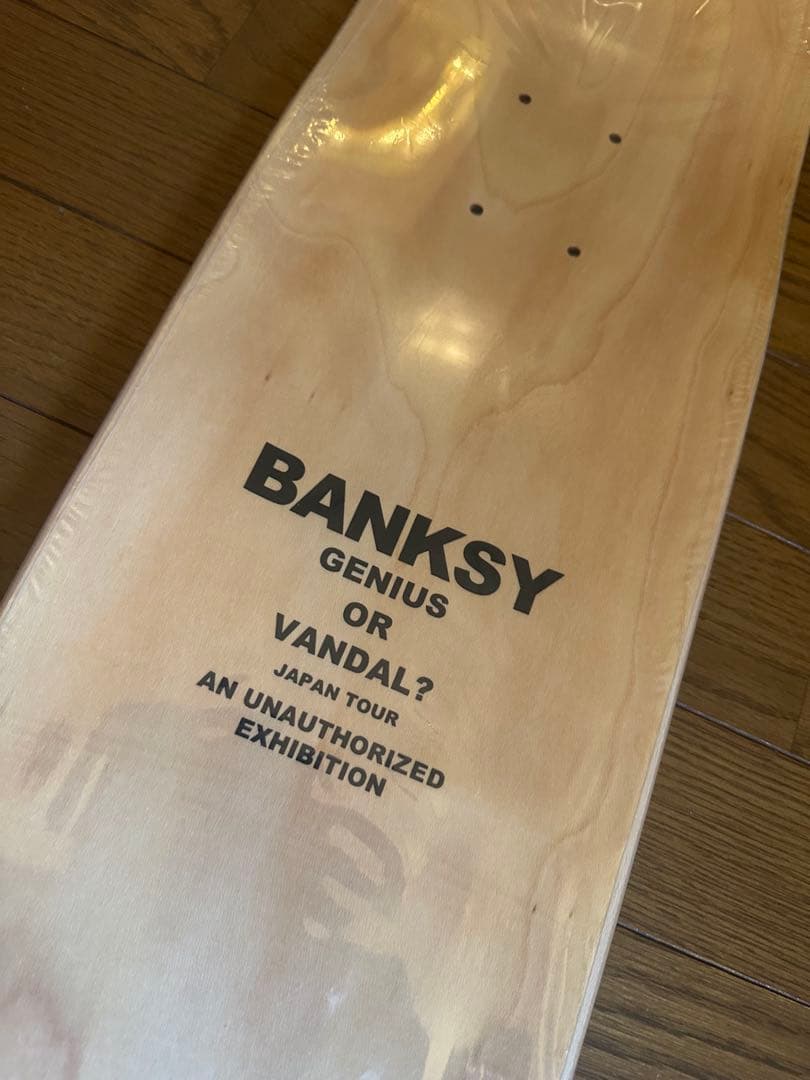 BANKSY
GENIUS
OR
VANDAL?
JAPAN TOUR
AN UNAUTHORIZED
EXHIBITION